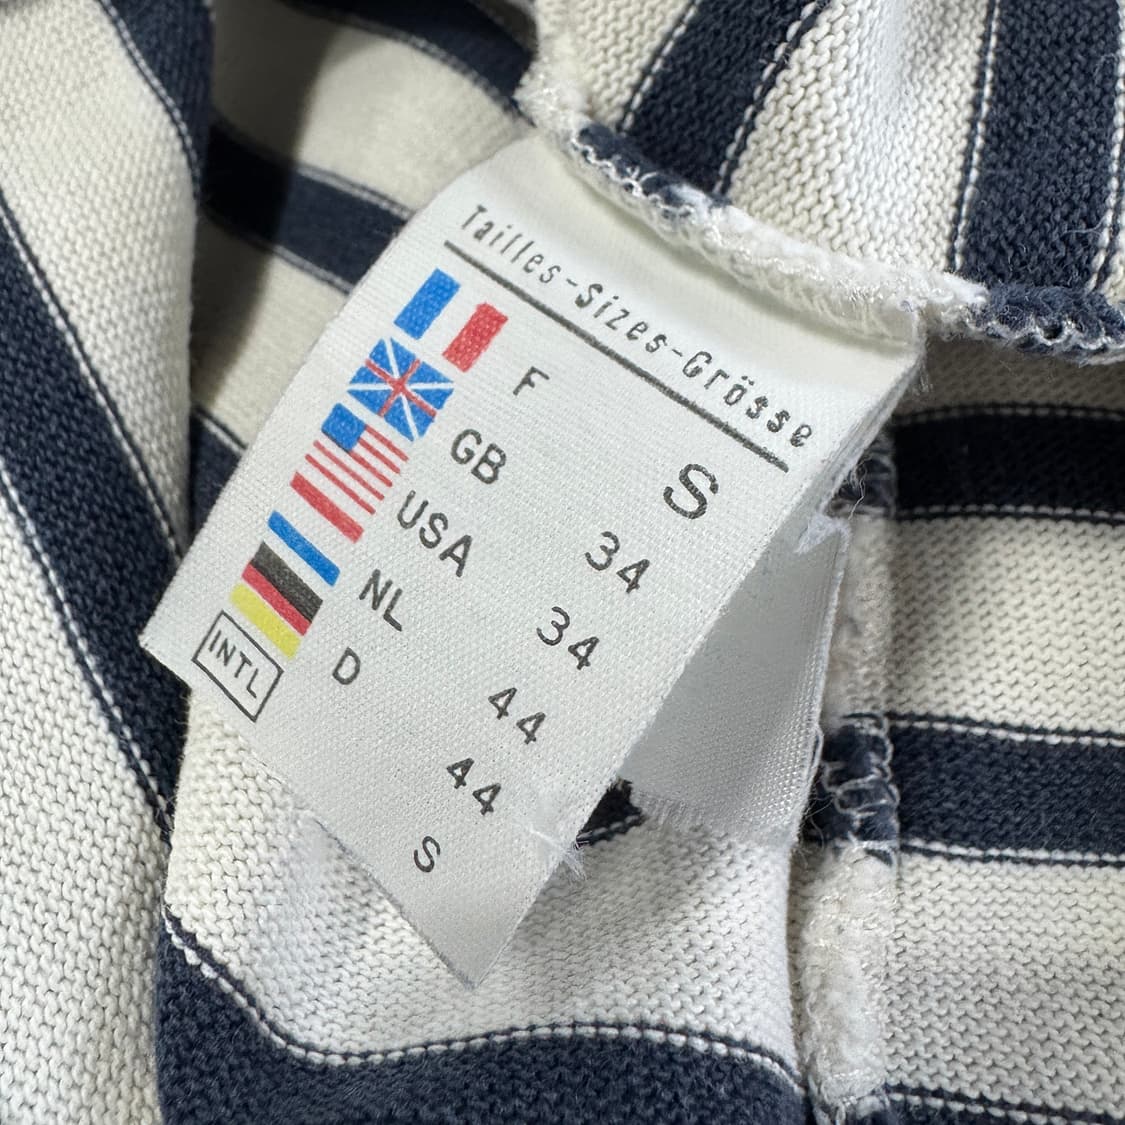 Tailles-Sizes-Grösse
F S
GB 34
USA 34
NL 44
D 44
INTL S